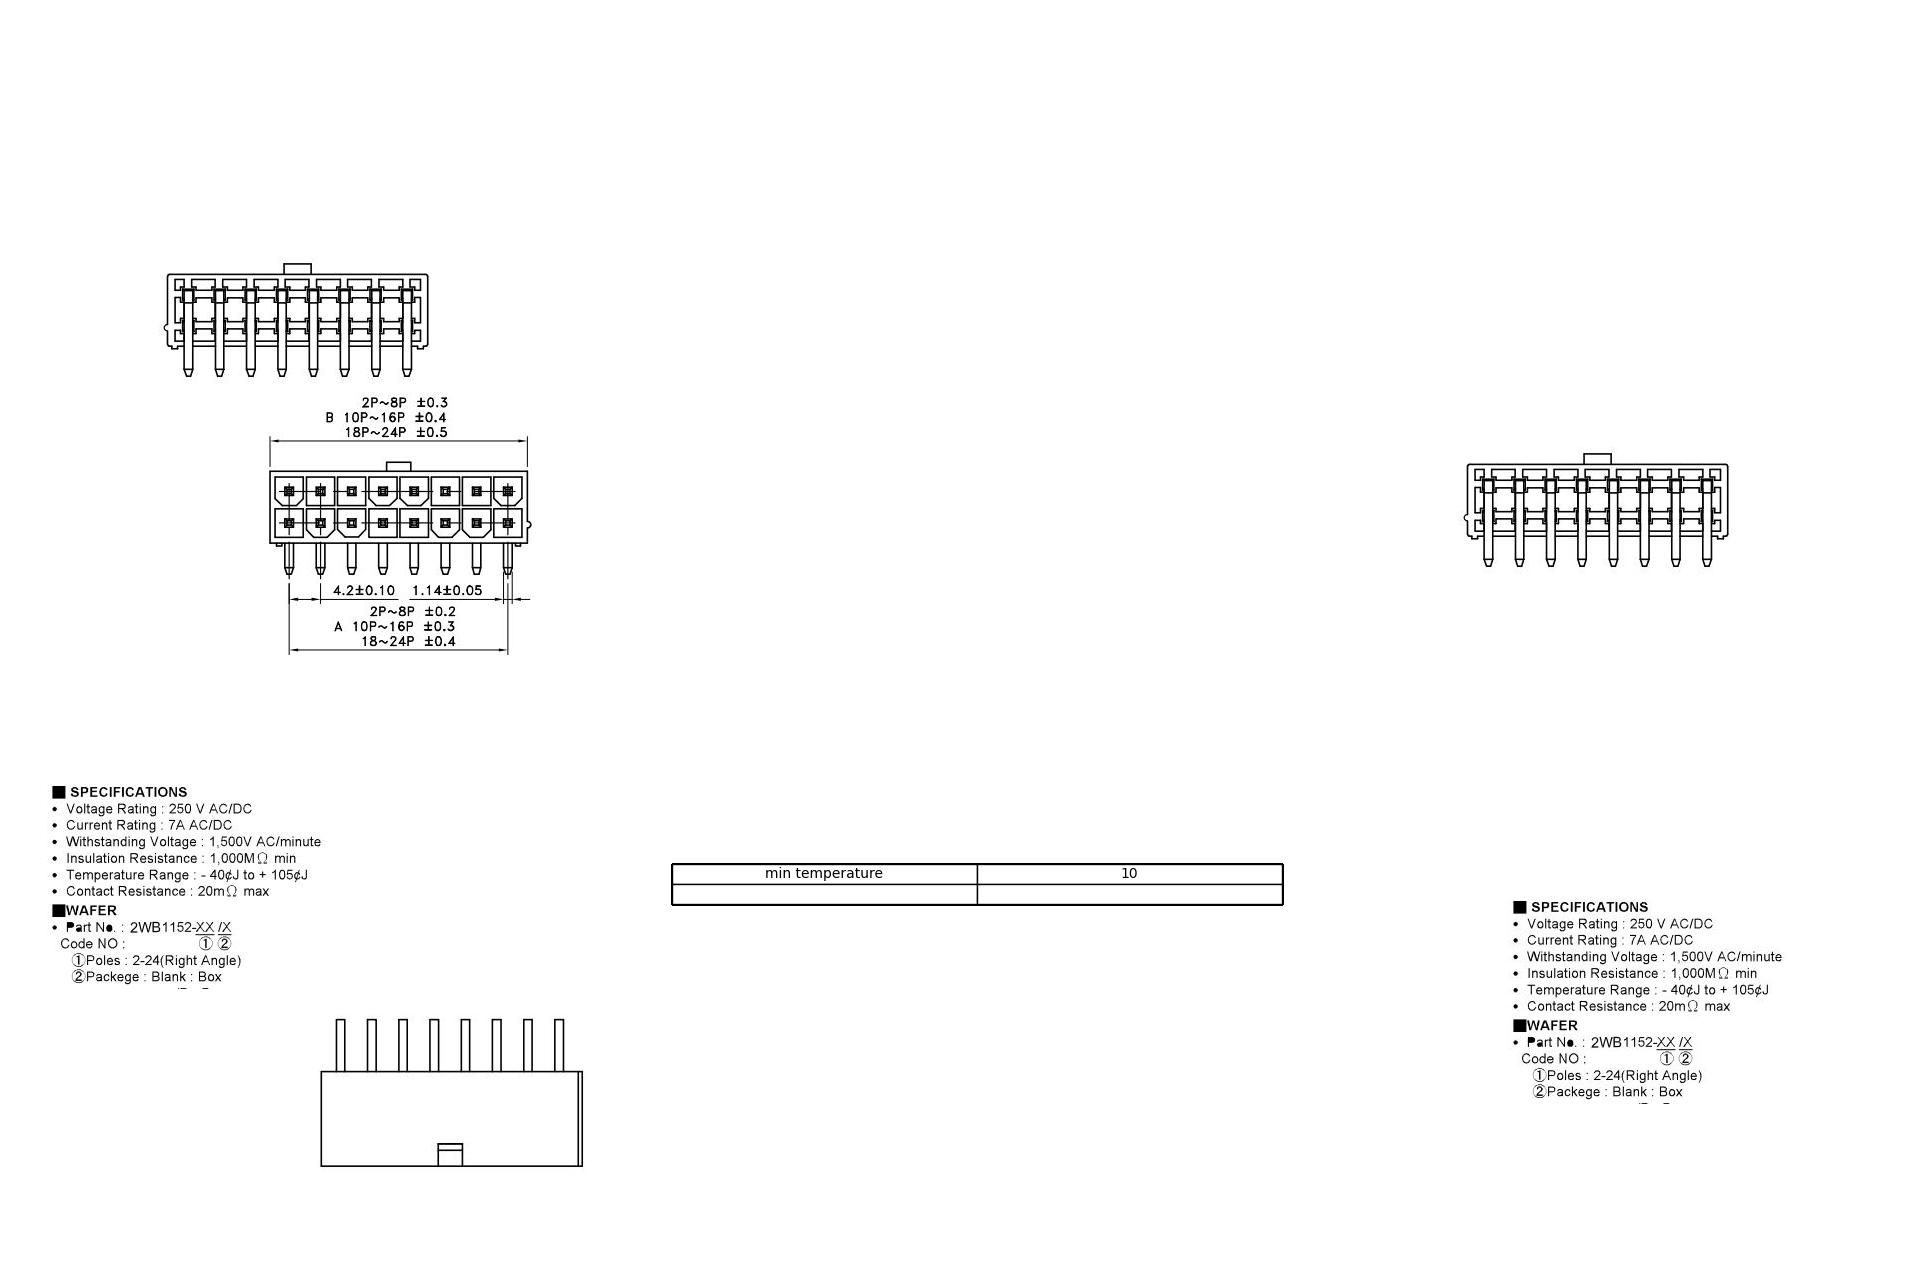 2P~8P ±0.3
B 10P~16P ±0.4
18P~24P ±0.5
4.2±0.10 1.14±0.05
2P~8P ±0.2
A 10P~16P ±0.3
18~24P ±0.4
■ SPECIFICATIONS
• Voltage Rating : 250 V AC/DC
• Current Rating : 7A AC/DC
• Withstanding Voltage : 1,500V AC/minute
• Insulation Resistance : 1,000MΩ min
• Temperature Range : - 40¢J to + 105¢J
• Contact Resistance : 20mΩ max
■WAFER
• Part No. : 2WB1152-XX /X
Code NO : ① ②
①Poles : 2-24(Right Angle)
②Packege : Blank : Box
min temperature 10
■ SPECIFICATIONS
• Voltage Rating : 250 V AC/DC
• Current Rating : 7A AC/DC
• Withstanding Voltage : 1,500V AC/minute
• Insulation Resistance : 1,000MΩ min
• Temperature Range : - 40¢J to + 105¢J
• Contact Resistance : 20mΩ max
■WAFER
• Part No. : 2WB1152-XX /X
Code NO : ① ②
①Poles : 2-24(Right Angle)
②Packege : Blank : Box